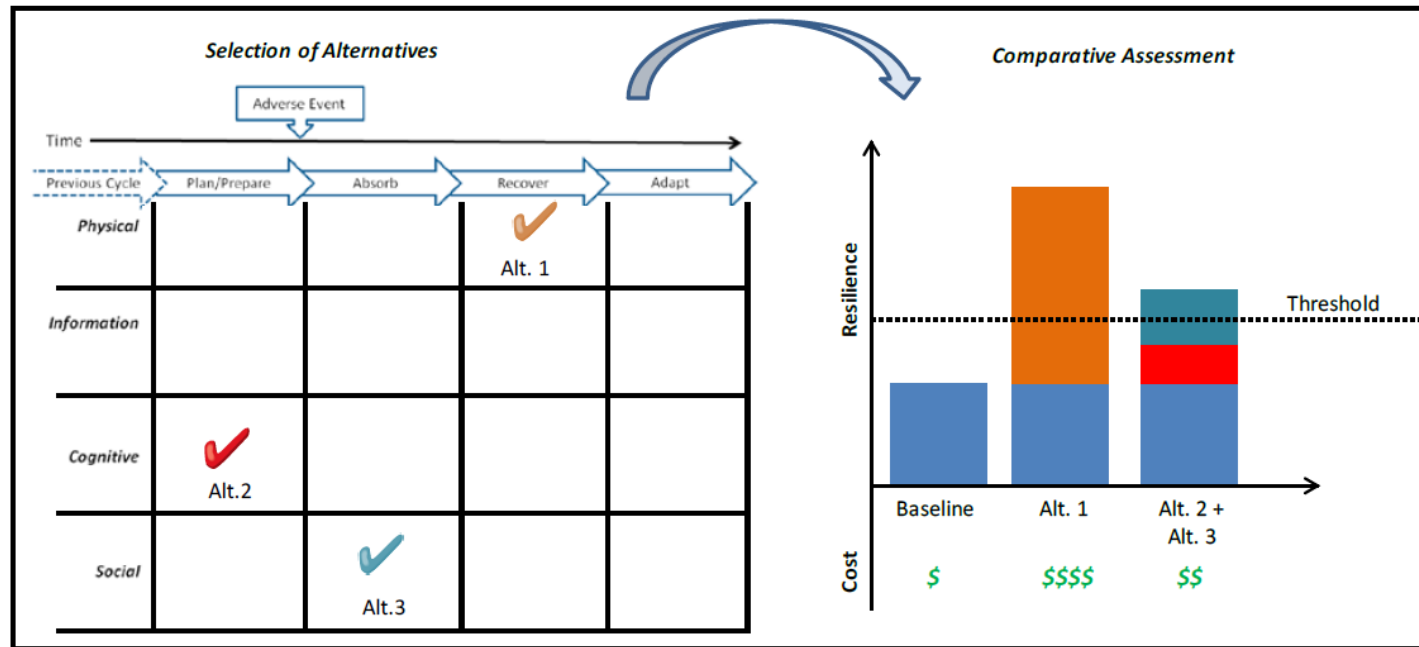 Selection of Alternatives
Comparative Assessment
Adverse Event
Time
Previous Cycle
Plan/Prepare
Absorb
Recover
Adapt
Physical
Alt. 1
Information
Cognitive
Alt.2
Social
Alt.3
Resilience
Threshold
Baseline
Alt. 1
Alt. 2 +
Alt. 3
Cost
$
$$$$
$$